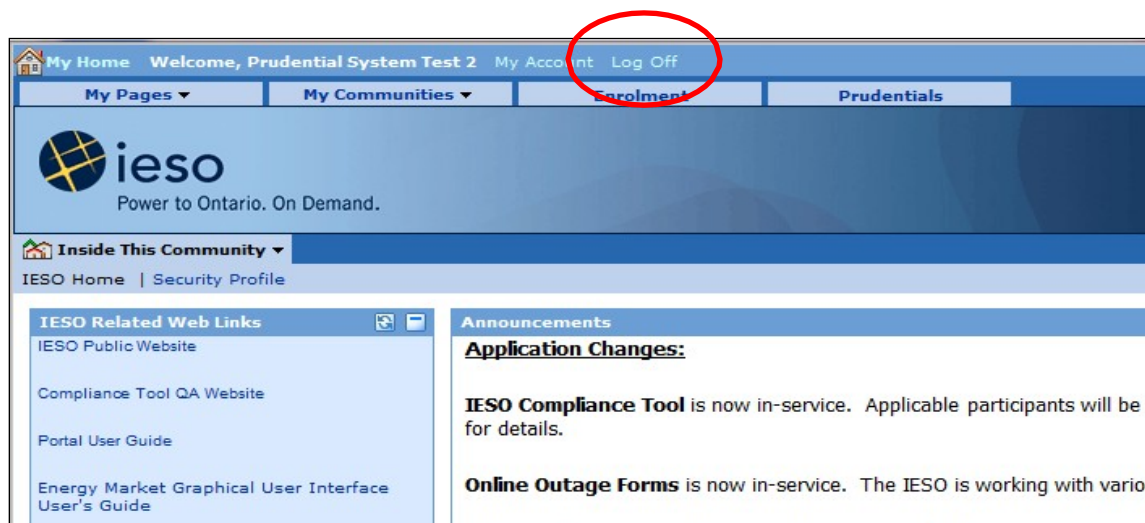 My Home Welcome, Prudential System Test 2 My Account Log Off
My Pages My Communities Enrolment Prudentials
ieso
Power to Ontario. On Demand.
Inside This Community
IESO Home | Security Profile
IESO Related Web Links
IESO Public Website
Compliance Tool QA Website
Portal User Guide
Energy Market Graphical User Interface
User's Guide
Announcements
Application Changes:
IESO Compliance Tool is now in-service. Applicable participants will be
for details.
Online Outage Forms is now in-service. The IESO is working with vario